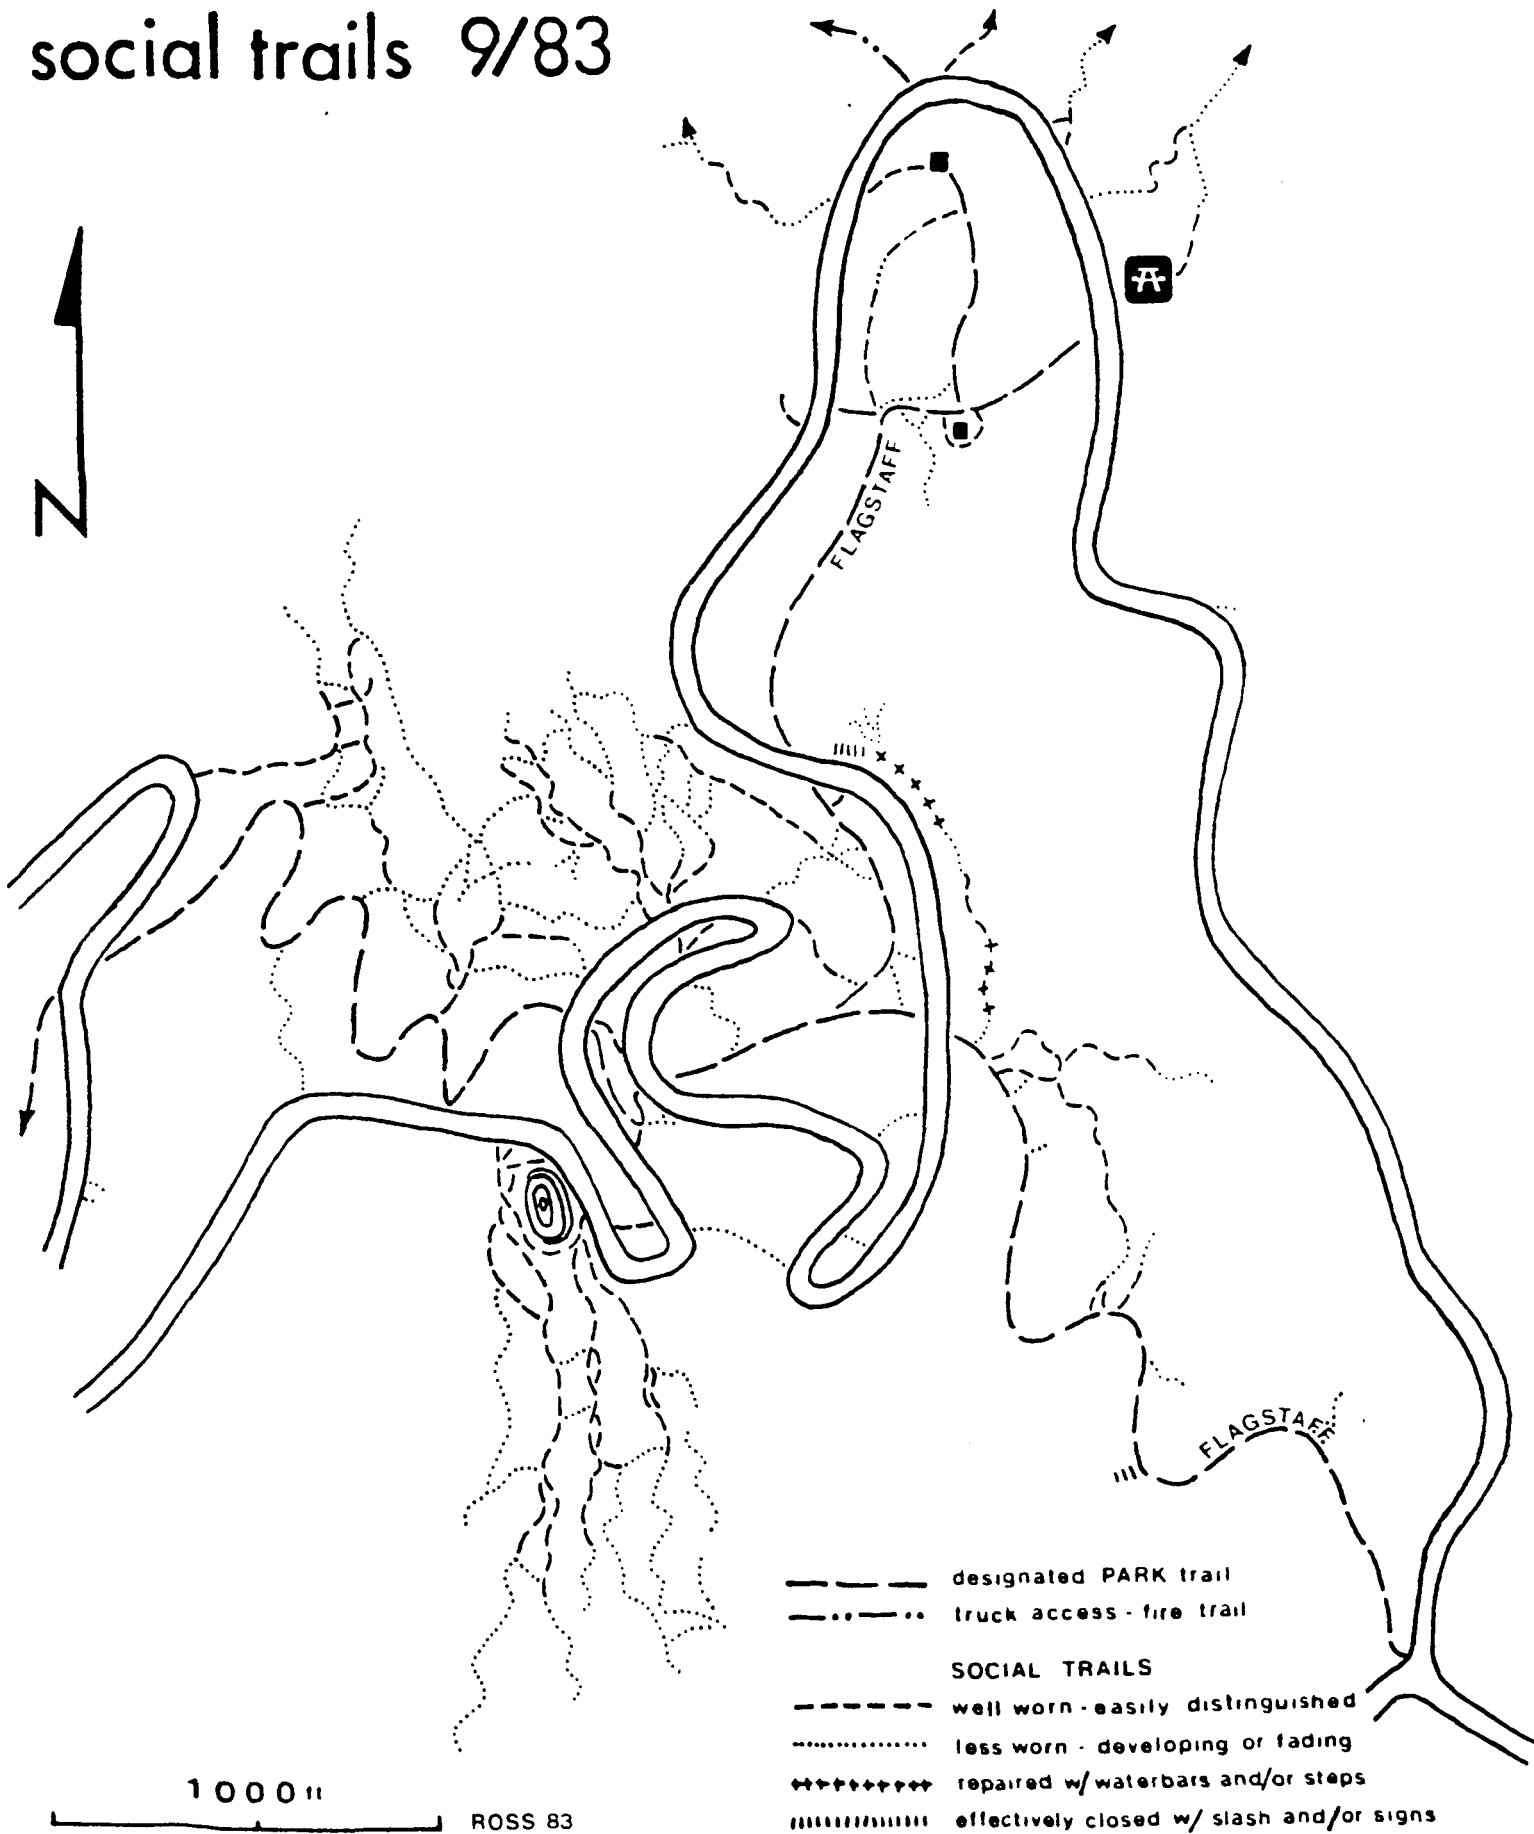 social trails 9/83
N
FLAGSTAFF
FLAGSTAFF
designated PARK trail
truck access - fire trail
SOCIAL TRAILS
well worn - easily distinguished
less worn - developing or fading
repaired w/ waterbars and/or steps
effectively closed w/ slash and/or signs
1000 ft
ROSS 83